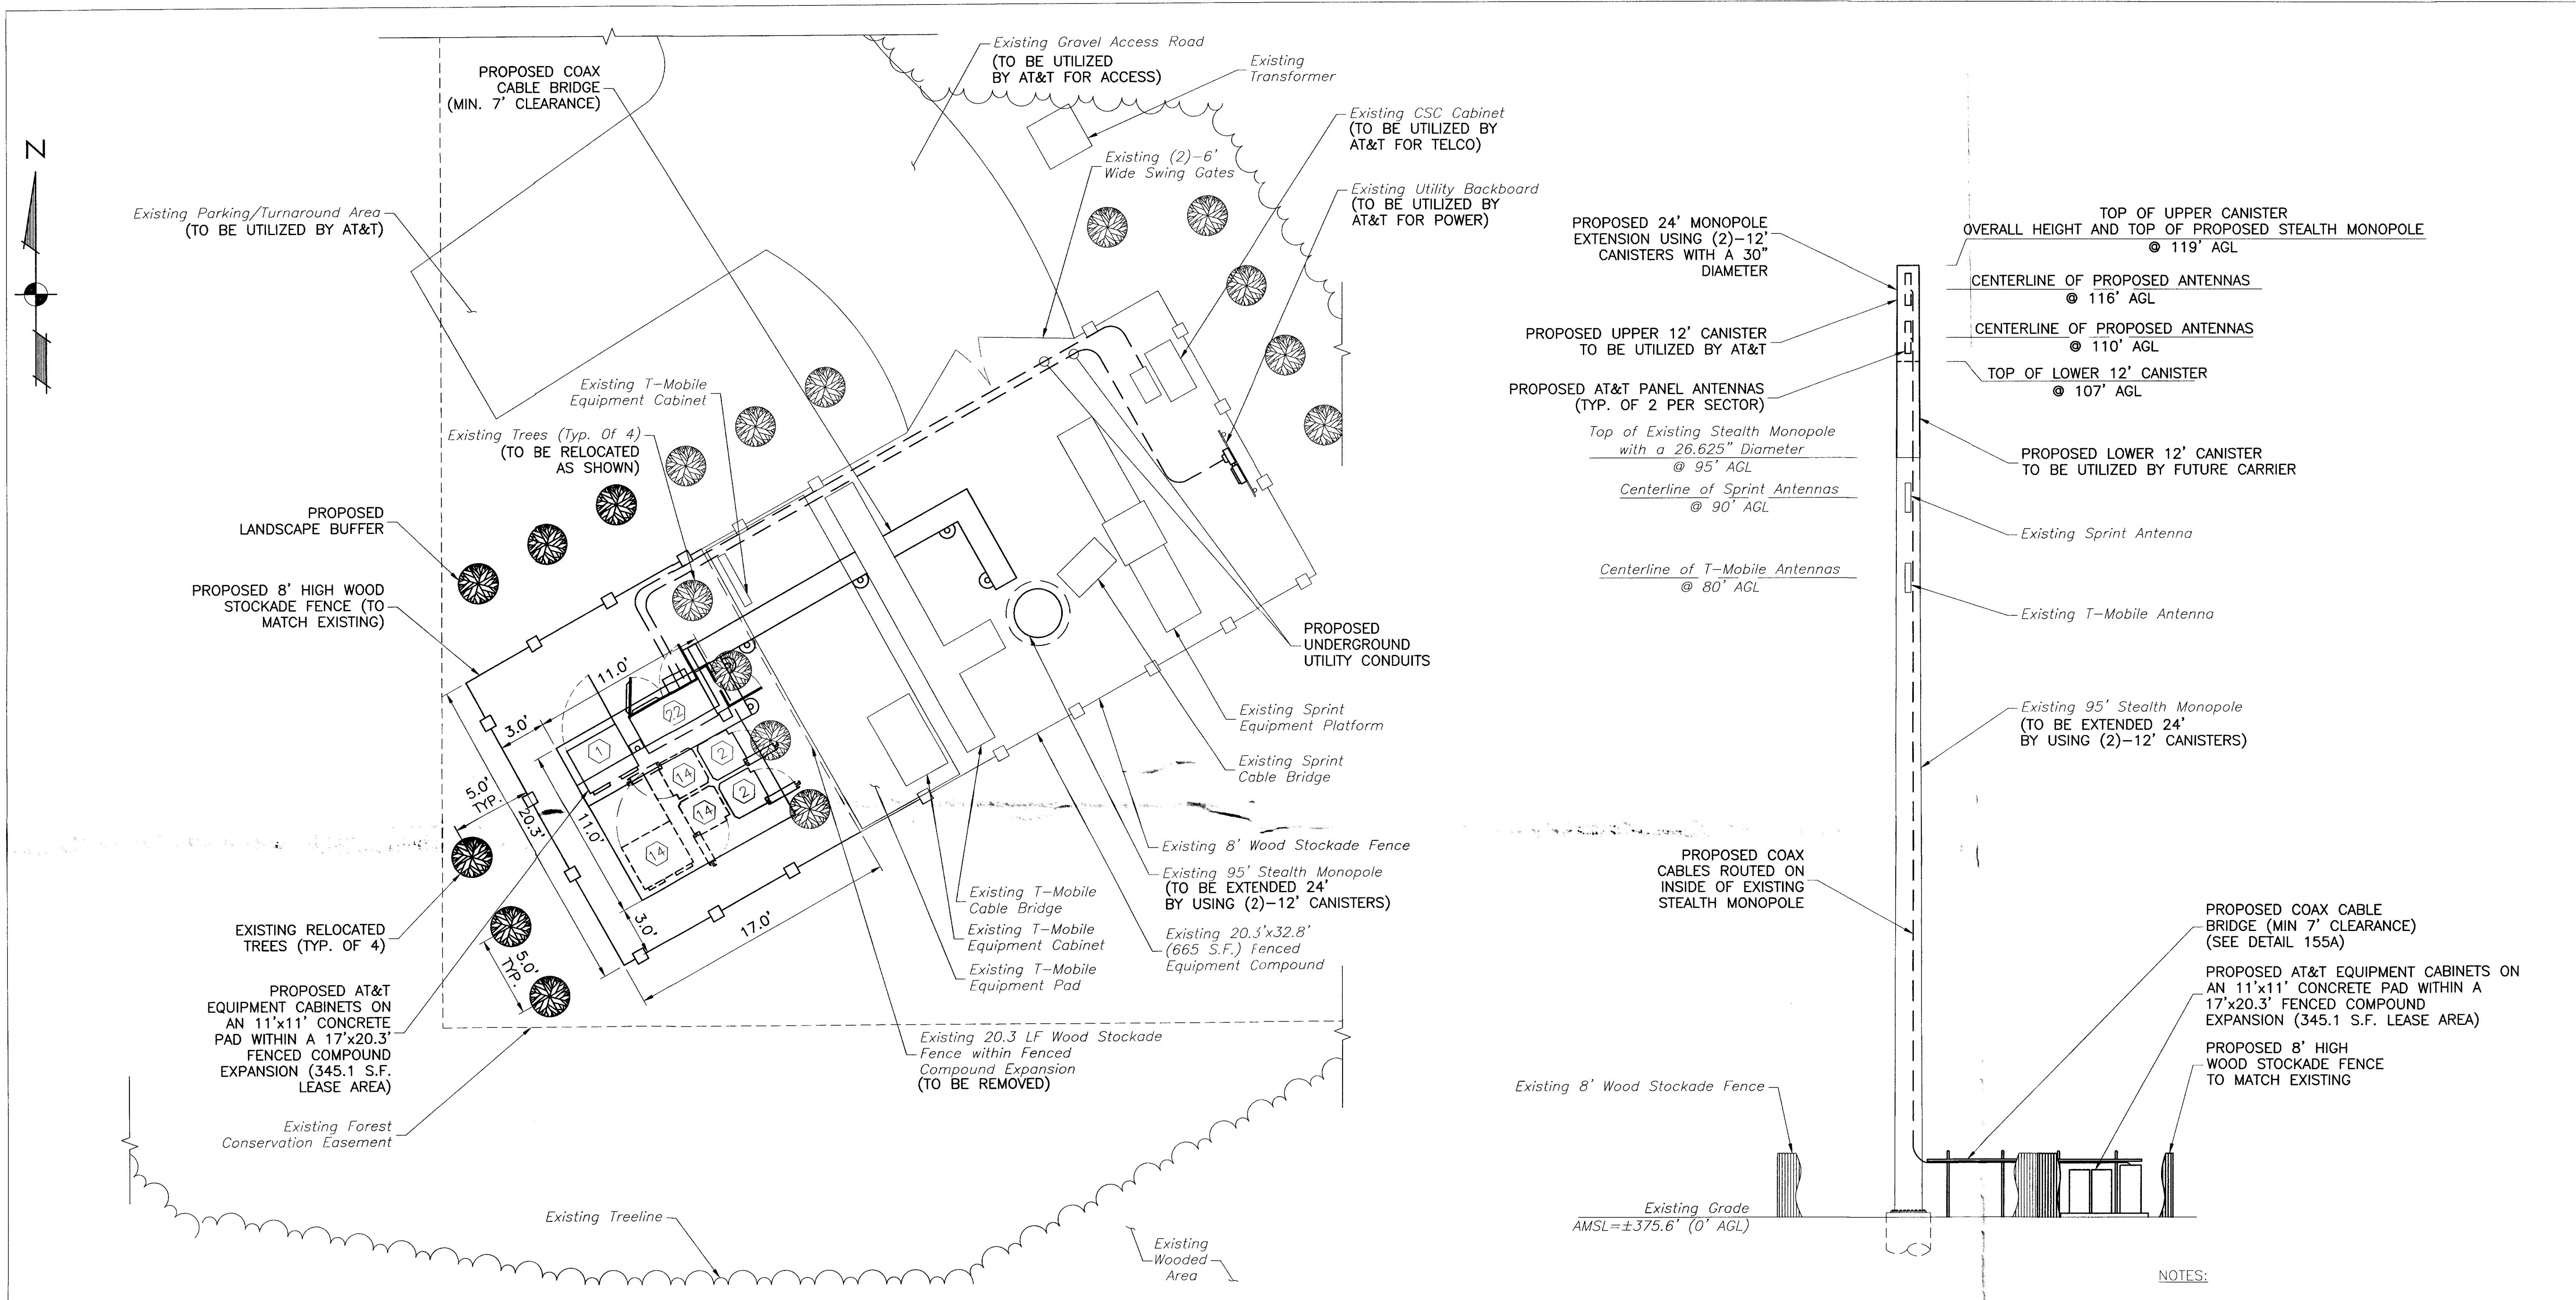 N
PROPOSED COAX
CABLE BRIDGE
(MIN. 7' CLEARANCE)
Existing Gravel Access Road
(TO BE UTILIZED
BY AT&T FOR ACCESS)
Existing
Transformer
Existing CSC Cabinet
(TO BE UTILIZED BY
AT&T FOR TELCO)
Existing (2)-6'
Wide Swing Gates
Existing Utility Backboard
(TO BE UTILIZED BY
AT&T FOR POWER)
Existing Parking/Turnaround Area
(TO BE UTILIZED BY AT&T)
Existing T-Mobile
Equipment Cabinet
Existing Trees (Typ. Of 4)
(TO BE RELOCATED
AS SHOWN)
PROPOSED
LANDSCAPE BUFFER
PROPOSED 8' HIGH WOOD
STOCKADE FENCE (TO
MATCH EXISTING)
PROPOSED
UNDERGROUND
UTILITY CONDUITS
11.0'
3.0'
22
1
2
14
2
14
14
5.0'
TYP.
20.3'
11.0'
3.0'
17.0'
5.0'
TYP.
Existing Sprint
Equipment Platform
Existing Sprint
Cable Bridge
Existing 8' Wood Stockade Fence
Existing 95' Stealth Monopole
(TO BE EXTENDED 24'
BY USING (2)-12' CANISTERS)
Existing 20.3'x32.8'
(665 S.F.) Fenced
Equipment Compound
Existing T-Mobile
Cable Bridge
Existing T-Mobile
Equipment Cabinet
Existing T-Mobile
Equipment Pad
EXISTING RELOCATED
TREES (TYP. OF 4)
PROPOSED AT&T
EQUIPMENT CABINETS ON
AN 11'x11' CONCRETE
PAD WITHIN A 17'x20.3'
FENCED COMPOUND
EXPANSION (345.1 S.F.
LEASE AREA)
Existing 20.3 LF Wood Stockade
Fence within Fenced
Compound Expansion
(TO BE REMOVED)
Existing Forest
Conservation Easement
Existing Treeline
Existing
Wooded
Area
PROPOSED 24' MONOPOLE
EXTENSION USING (2)-12'
CANISTERS WITH A 30"
DIAMETER
PROPOSED UPPER 12' CANISTER
TO BE UTILIZED BY AT&T
PROPOSED AT&T PANEL ANTENNAS
(TYP. OF 2 PER SECTOR)
Top of Existing Stealth Monopole
with a 26.625" Diameter
@ 95' AGL
Centerline of Sprint Antennas
@ 90' AGL
Centerline of T-Mobile Antennas
@ 80' AGL
TOP OF UPPER CANISTER
OVERALL HEIGHT AND TOP OF PROPOSED STEALTH MONOPOLE
@ 119' AGL
CENTERLINE OF PROPOSED ANTENNAS
@ 116' AGL
CENTERLINE OF PROPOSED ANTENNAS
@ 110' AGL
TOP OF LOWER 12' CANISTER
@ 107' AGL
PROPOSED LOWER 12' CANISTER
TO BE UTILIZED BY FUTURE CARRIER
Existing Sprint Antenna
Existing T-Mobile Antenna
Existing 95' Stealth Monopole
(TO BE EXTENDED 24'
BY USING (2)-12' CANISTERS)
PROPOSED COAX
CABLES ROUTED ON
INSIDE OF EXISTING
STEALTH MONOPOLE
PROPOSED COAX CABLE
BRIDGE (MIN 7' CLEARANCE)
(SEE DETAIL 155A)
PROPOSED AT&T EQUIPMENT CABINETS ON
AN 11'x11' CONCRETE PAD WITHIN A
17'x20.3' FENCED COMPOUND
EXPANSION (345.1 S.F. LEASE AREA)
PROPOSED 8' HIGH
WOOD STOCKADE FENCE
TO MATCH EXISTING
Existing 8' Wood Stockade Fence
Existing Grade
AMSL=±375.6' (0' AGL)
NOTES: